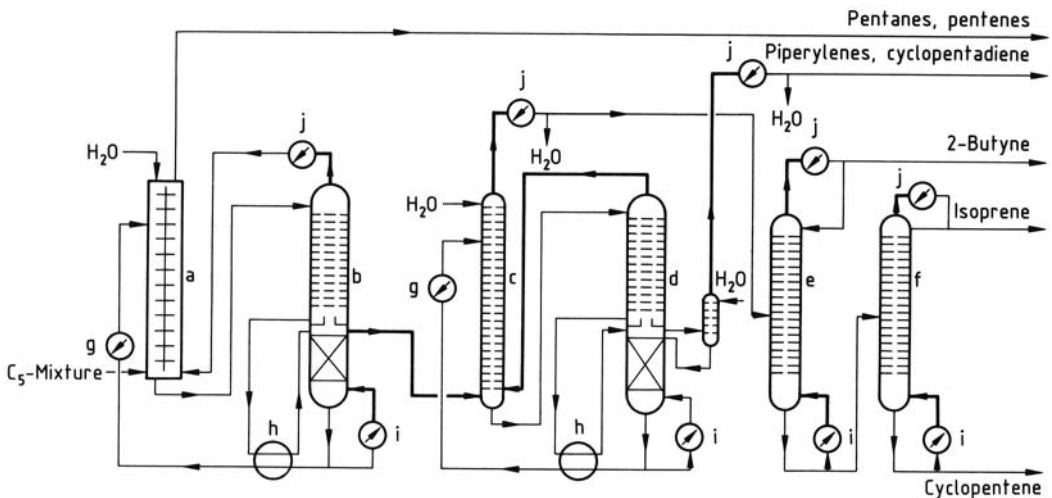 Pentanes, pentenes
Piperylenes, cyclopentadiene
j
j
H₂O
H₂O
j
j
H₂O
2-Butyne
j
Isoprene
H₂O
a
b
c
d
H₂O
e
f
g
g
C₅-Mixture
h
i
h
i
i
i
Cyclopentene